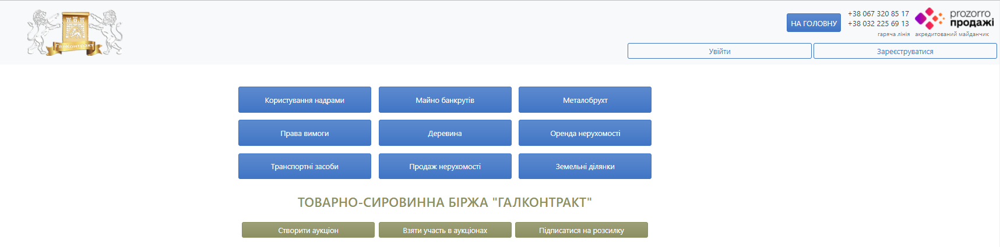 ГалКонтракт
НА ГОЛОВНУ
+38 067 320 85 17
+38 032 225 69 13
гаряча лінія
prozorro
продажі
акредитований майданчик
Увійти
Зареєструватися
Користування надрами
Майно банкрутів
Металобрухт
Права вимоги
Деревина
Оренда нерухомості
Транспортні засоби
Продаж нерухомості
Земельні ділянки
ТОВАРНО-СИРОВИННА БІРЖА "ГАЛКОНТРАКТ"
Створити аукціон
Взяти участь в аукціонах
Підписатися на розсилку